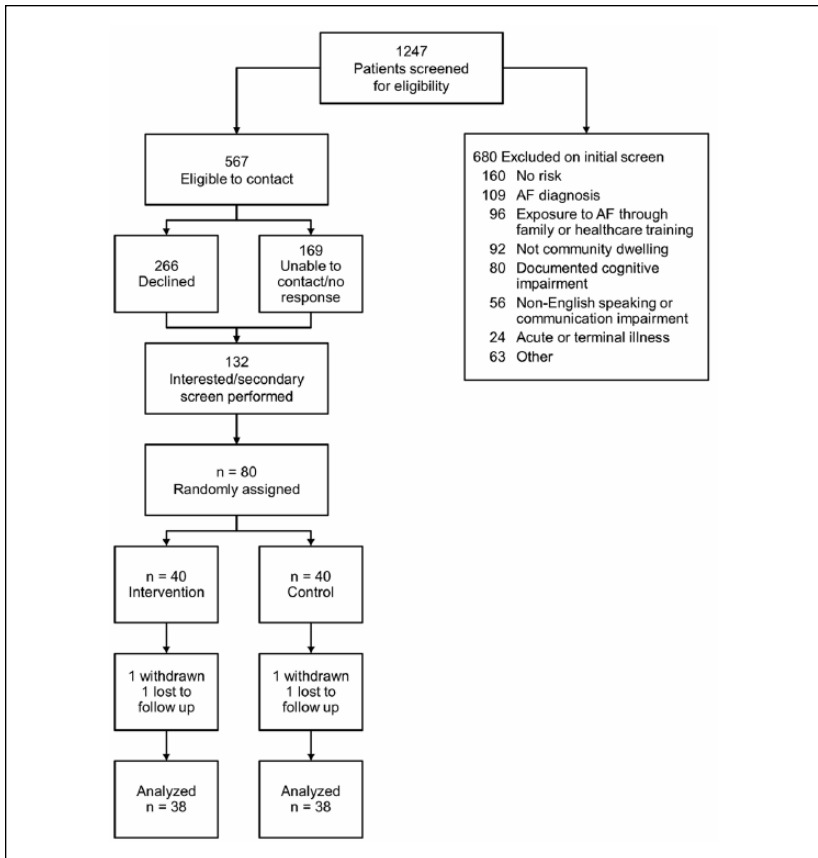 1247
Patients screened
for eligibility
567
Eligible to contact
680 Excluded on initial screen
160 No risk
109 AF diagnosis
96 Exposure to AF through
family or healthcare training
92 Not community dwelling
80 Documented cognitive
impairment
56 Non-English speaking or
communication impairment
24 Acute or terminal illness
63 Other
266
Declined
169
Unable to
contact/no
response
132
Interested/secondary
screen performed
n = 80
Randomly assigned
n = 40
Intervention
n = 40
Control
1 withdrawn
1 lost to
follow up
1 withdrawn
1 lost to
follow up
Analyzed
n = 38
Analyzed
n = 38